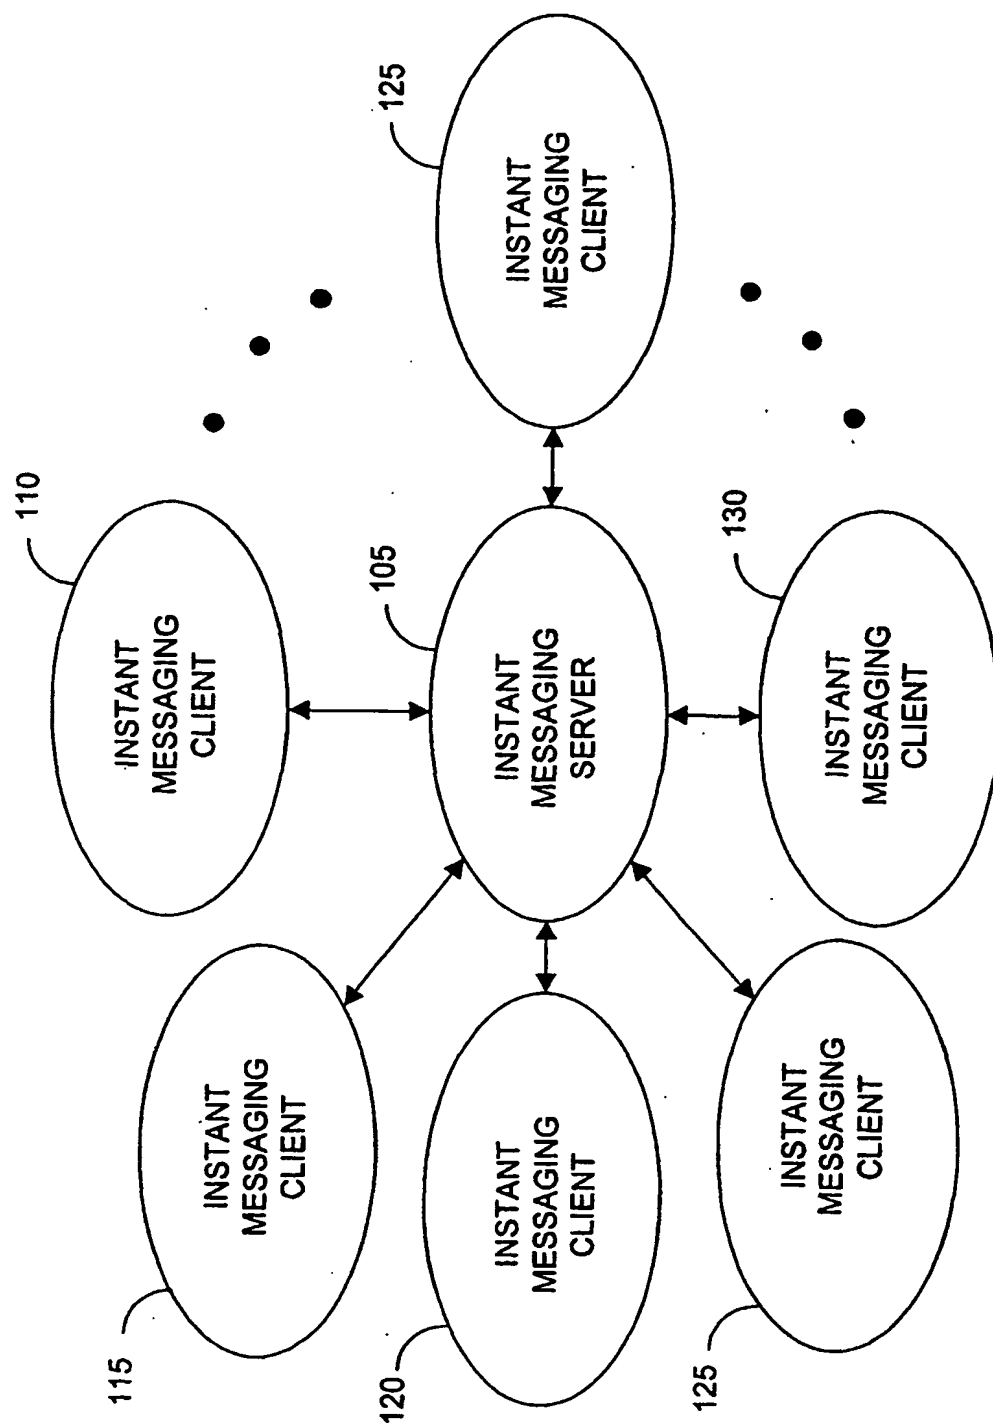 110
INSTANT
MESSAGING
CLIENT
115
INSTANT
MESSAGING
CLIENT
105
INSTANT
MESSAGING
SERVER
125
INSTANT
MESSAGING
CLIENT
120
INSTANT
MESSAGING
CLIENT
130
INSTANT
MESSAGING
CLIENT
125
INSTANT
MESSAGING
CLIENT